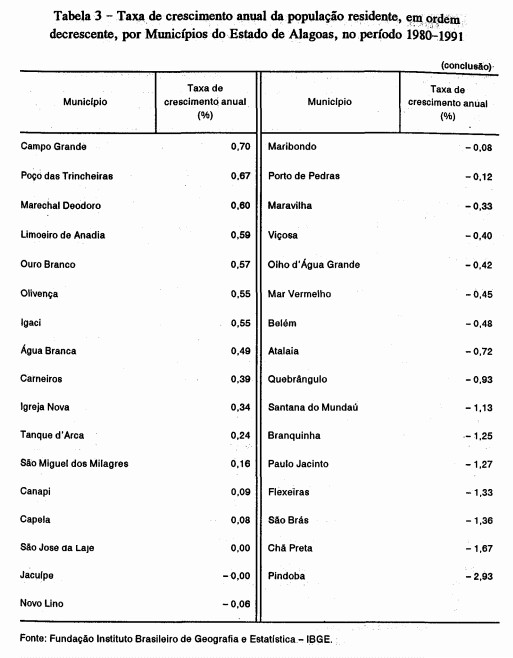 Tabela 3 – Taxa de crescimento anual da população residente, em ordem
decrescente, por Municípios do Estado de Alagoas, no período 1980–1991
(conclusão)
Município Taxa de crescimento anual (%) Município Taxa de crescimento anual (%)
Campo Grande 0,70 Maribondo – 0,08
Poço das Trincheiras 0,67 Porto de Pedras – 0,12
Marechal Deodoro 0,60 Maravilha – 0,33
Limoeiro de Anadia 0,59 Viçosa – 0,40
Ouro Branco 0,57 Olho d'Água Grande – 0,42
Olivença 0,55 Mar Vermelho – 0,45
Igaci 0,55 Belém – 0,48
Água Branca 0,49 Atalaia – 0,72
Carneiros 0,39 Quebrângulo – 0,93
Igreja Nova 0,34 Santana do Mundaú – 1,13
Tanque d'Arca 0,24 Branquinha – 1,25
São Miguel dos Milagres 0,16 Paulo Jacinto – 1,27
Canapi 0,09 Flexeiras – 1,33
Capela 0,08 São Brás – 1,36
São José da Laje 0,00 Chã Preta – 1,67
Jacuípe – 0,00 Pindoba – 2,93
Novo Lino – 0,06
Fonte: Fundação Instituto Brasileiro de Geografia e Estatística – IBGE.